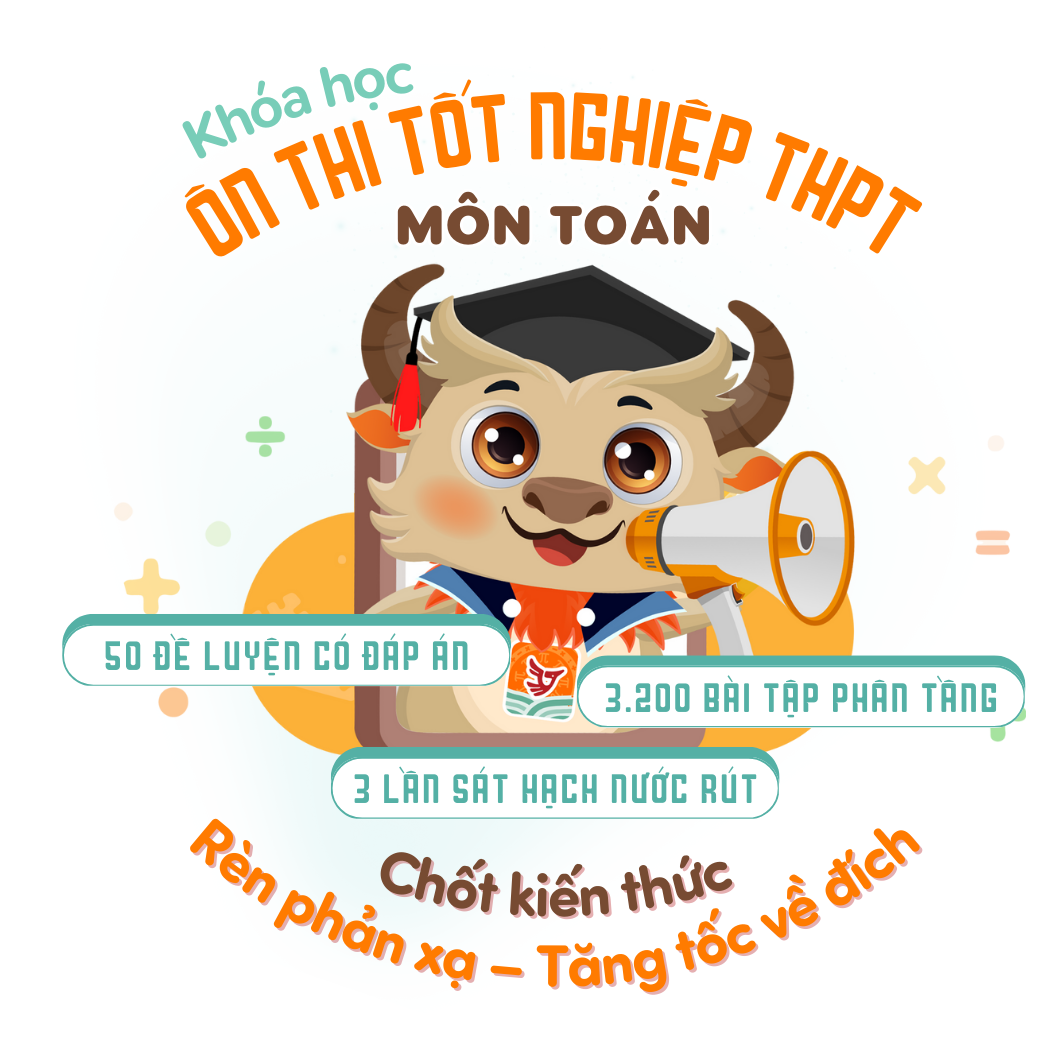 Khóa học
ÔN THI TỐT NGHIỆP THPT
MÔN TOÁN
50 ĐỀ LUYỆN CÓ ĐÁP ÁN
3.200 BÀI TẬP PHÂN TẦNG
3 LẦN SÁT HẠCH NƯỚC RÚT
Chốt kiến thức
Rèn phản xạ – Tăng tốc về đích